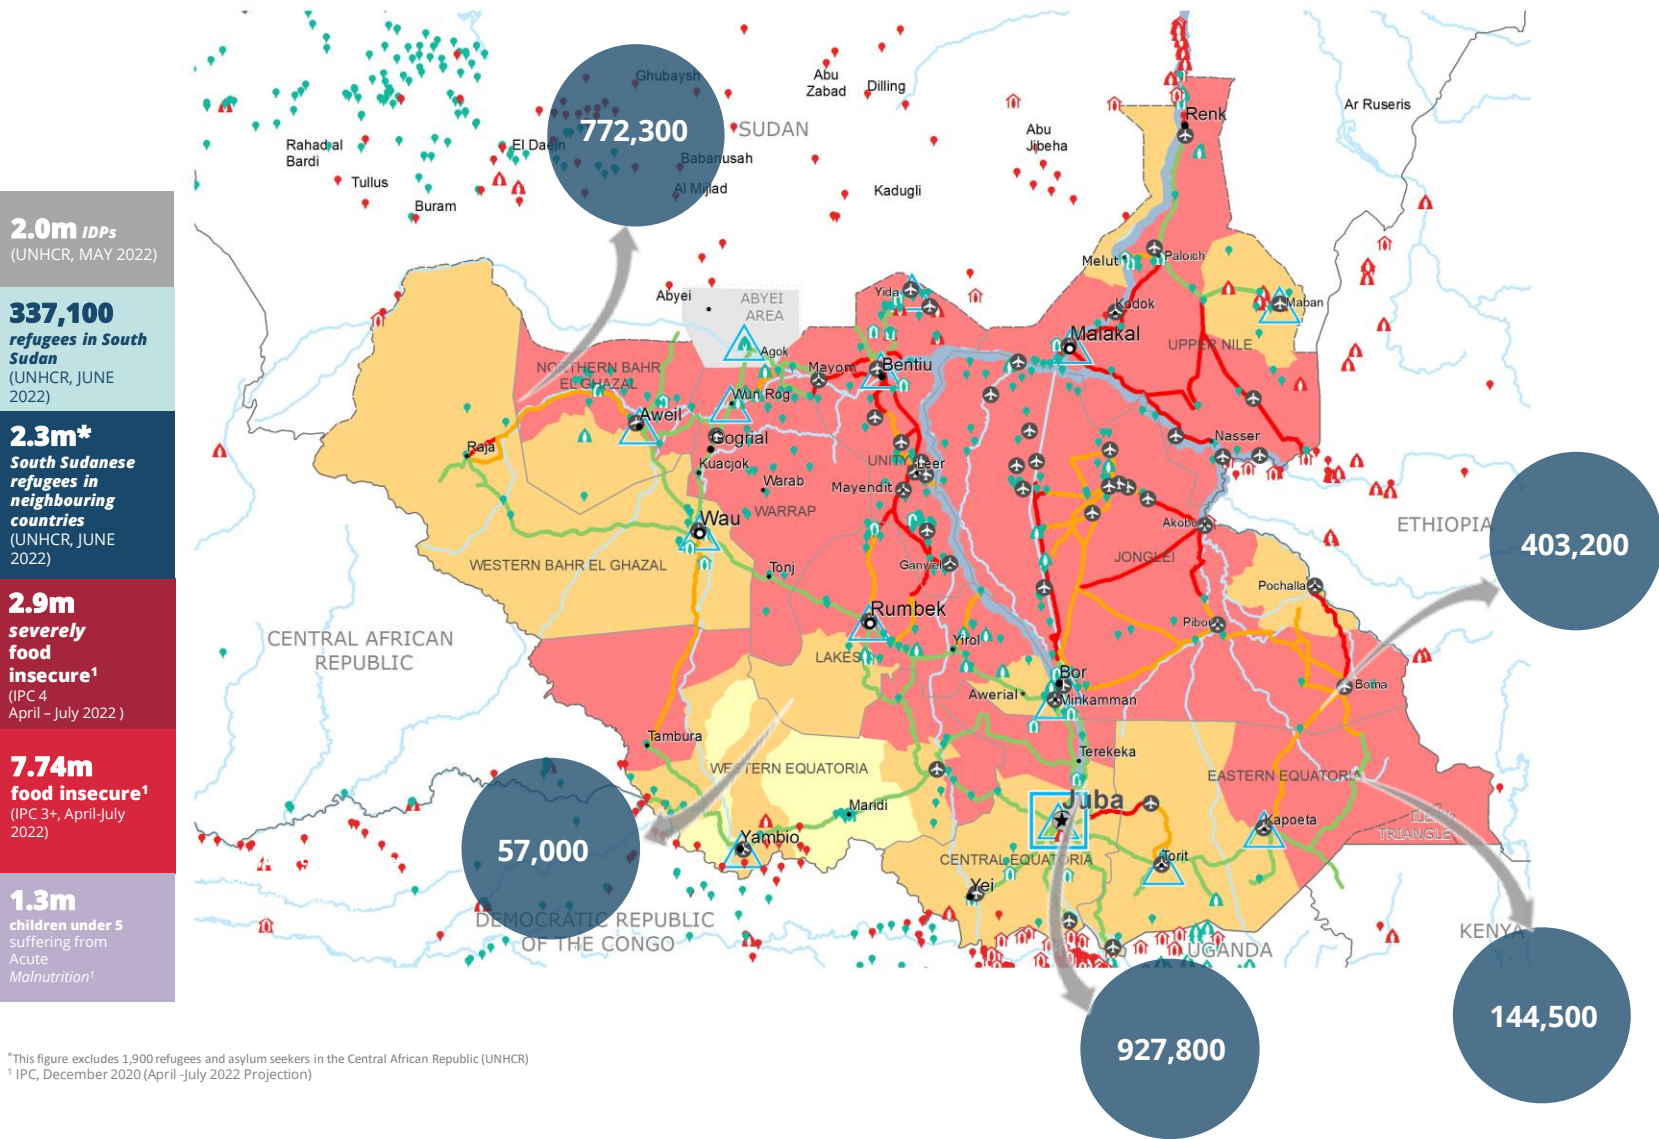 2.0m IDPs
(UNHCR, MAY 2022)
337,100
refugees in South
Sudan
(UNHCR, JUNE
2022)
2.3m*
South Sudanese
refugees in
neighbouring
countries
(UNHCR, JUNE
2022)
2.9m
severely
food
insecure¹
(IPC 4
April – July 2022 )
7.74m
food insecure¹
(IPC 3+, April-July
2022)
1.3m
children under 5
suffering from
Acute
Malnutrition¹
Ghubaysh
772,300
SUDAN
Abu
Zabad
Dilling
Rahad al
Bardi
El Daein
Babanusah
Tullus
Al Mijlad
Kadugli
Buram
Abu
Jibeha
Renk
Ar Ruseris
Melut
Paloich
Abyei
ABYEI
AREA
Yida
Kodok
Maban
Malakal
UPPER NILE
Agok
NORTHERN BAHR
EL GHAZAL
Mayom
Bentiu
Wun Rog
Aweil
Gogrial
Raja
Kuacjok
UNITY
Leer
Nasser
Warab
Mayendit
WARRAP
Wau
Akobo
ETHIOPIA
403,200
WESTERN BAHR EL GHAZAL
Tonj
Ganyiel
JONGLEI
Pochalla
Rumbek
Pibor
CENTRAL AFRICAN
REPUBLIC
Yirol
LAKES
Bor
Awerial
Minkamman
Boma
Tambura
Terekeka
WESTERN EQUATORIA
EASTERN EQUATORIA
Maridi
Juba
Kapoeta
ILEMI
TRIANGLE
57,000
Yambio
CENTRAL EQUATORIA
Torit
Yei
DEMOCRATIC REPUBLIC
OF THE CONGO
UGANDA
KENYA
927,800
144,500
*This figure excludes 1,900 refugees and asylum seekers in the Central African Republic (UNHCR)
¹ IPC, December 2020 (April -July 2022 Projection)